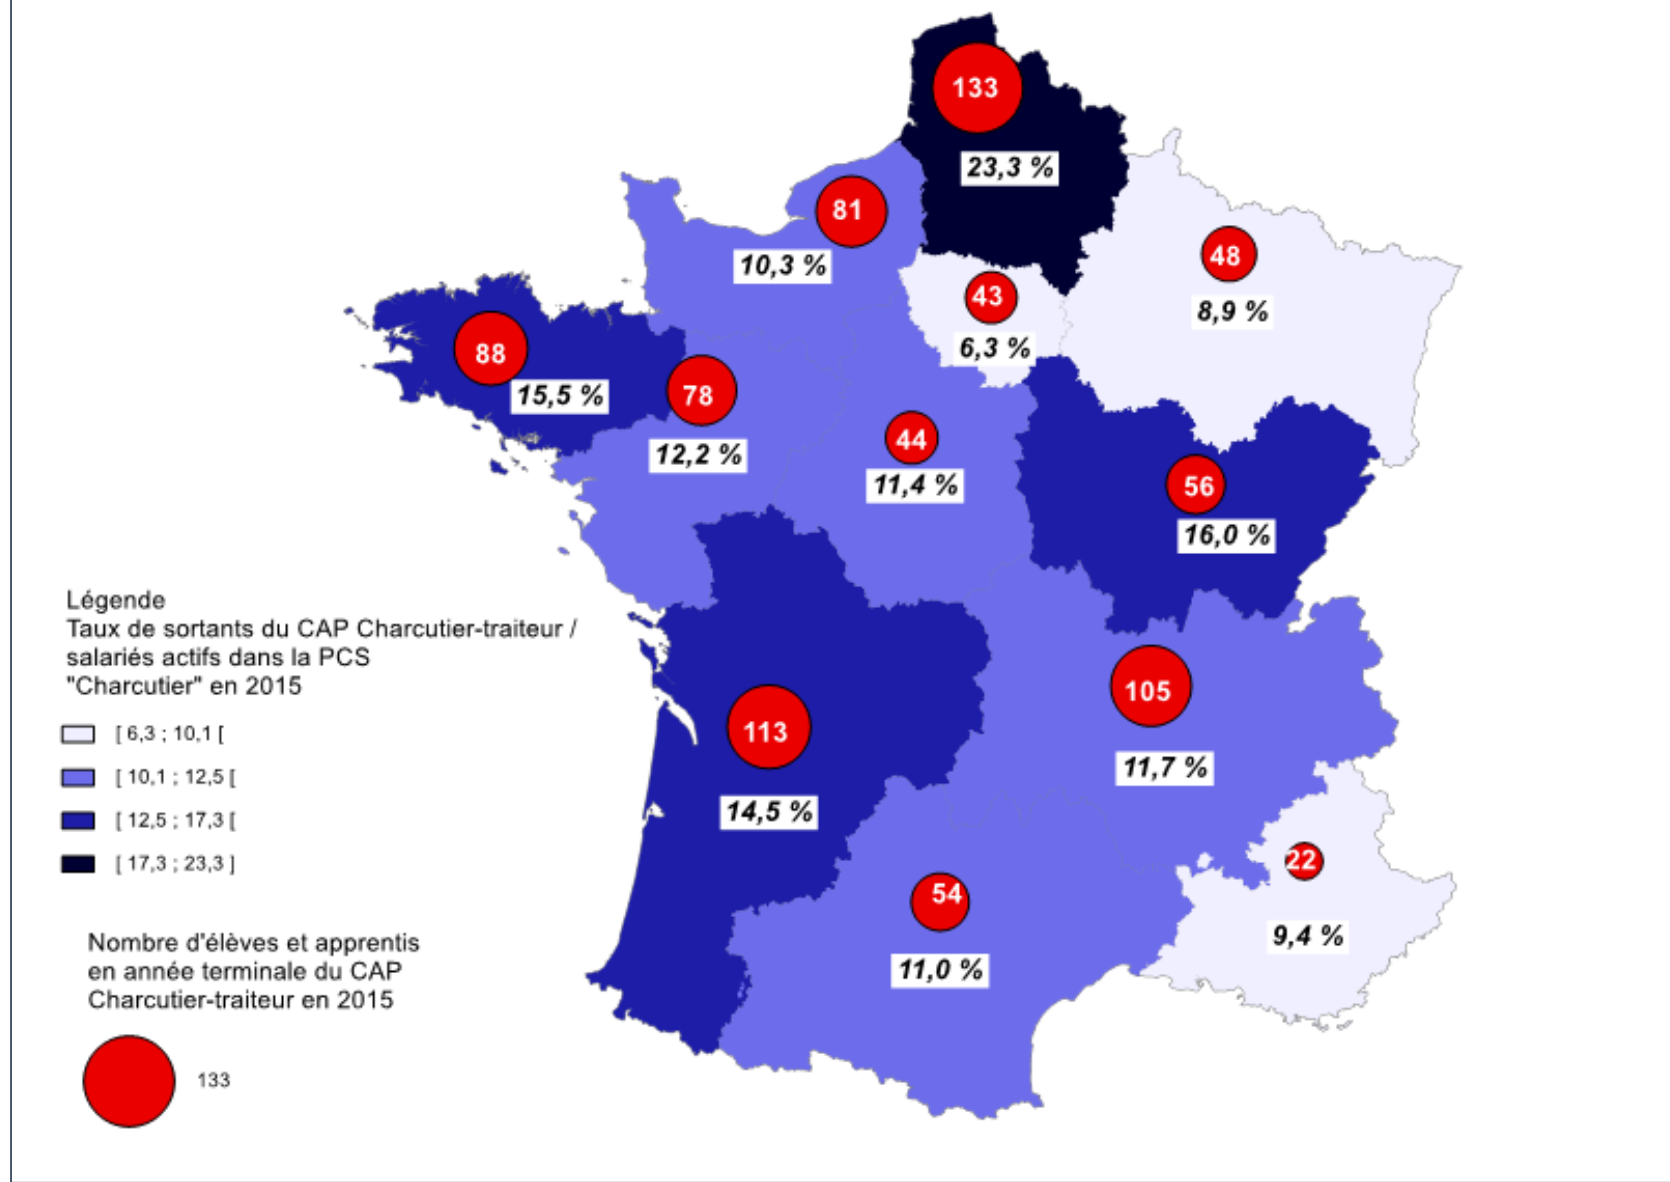 133
23,3 %
81
10,3 %
48
8,9 %
43
6,3 %
88
15,5 %
78
12,2 %
44
11,4 %
56
16,0 %
Légende
Taux de sortants du CAP Charcutier-traiteur /
salariés actifs dans la PCS
"Charcutier" en 2015
[ 6,3 ; 10,1 [
[ 10,1 ; 12,5 [
[ 12,5 ; 17,3 [
[ 17,3 ; 23,3 ]
113
14,5 %
105
11,7 %
54
11,0 %
22
9,4 %
Nombre d'élèves et apprentis
en année terminale du CAP
Charcutier-traiteur en 2015
133